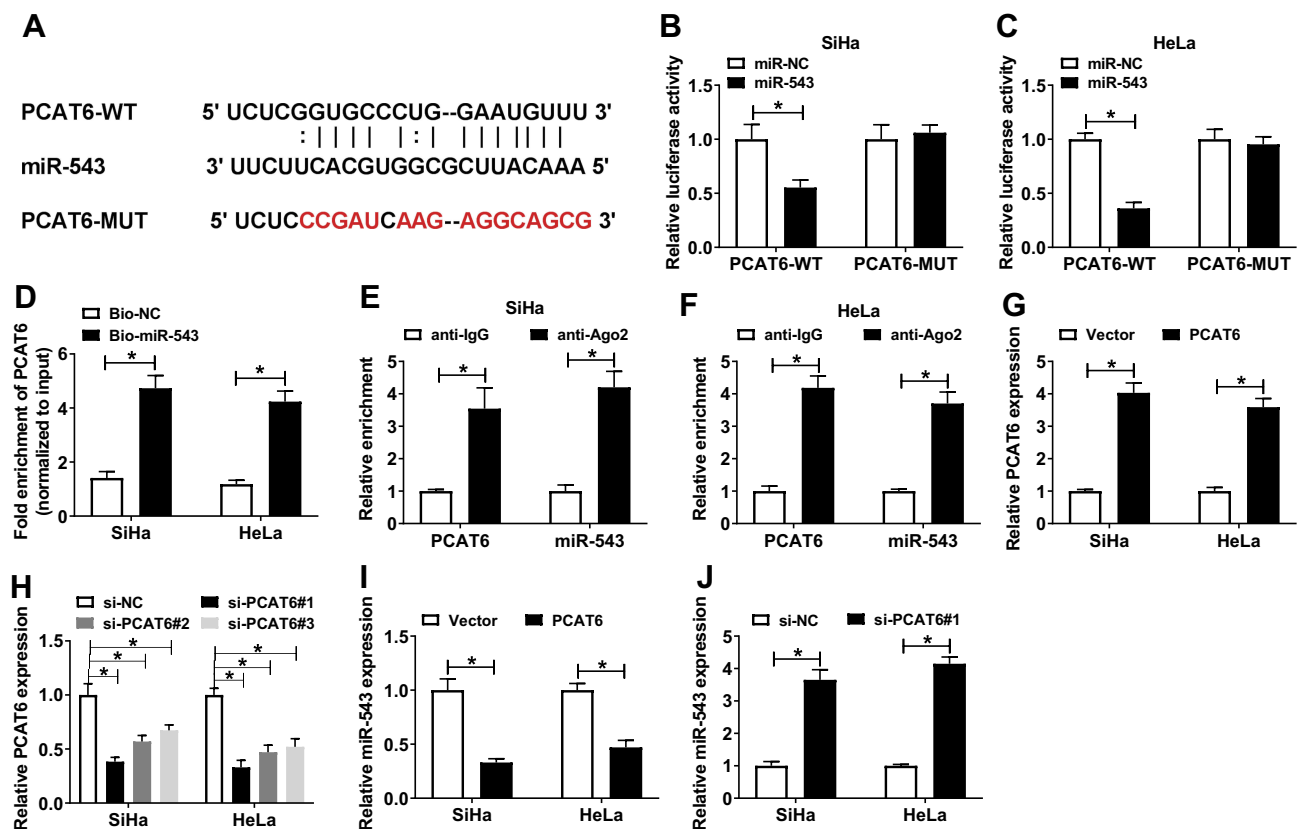 A
PCAT6-WT 5' UCUCGGUGCCCUG--GAAUGUUU 3'
miR-543 3' UUCUUCACGUGGCGCUUACAAA 5'
PCAT6-MUT 5' UCUCCCGAUCAAG--AGGCAGCG 3'
B
SiHa
miR-NC
miR-543
Relative luciferase activity
1.5
1.0
0.5
0.0
*
PCAT6-WT PCAT6-MUT
C
HeLa
miR-NC
miR-543
Relative luciferase activity
1.5
1.0
0.5
0.0
*
PCAT6-WT PCAT6-MUT
D
Bio-NC
Bio-miR-543
Fold enrichment of PCAT6
(normalized to input)
6
4
2
0
* *
SiHa HeLa
E
SiHa
anti-IgG anti-Ago2
Relative enrichment
5
4
3
2
1
0
* *
PCAT6 miR-543
F
HeLa
anti-IgG anti-Ago2
Relative enrichment
5
4
3
2
1
0
* *
PCAT6 miR-543
G
Vector PCAT6
Relative PCAT6 expression
5
4
3
2
1
0
* *
SiHa HeLa
H
si-NC si-PCAT6#1
si-PCAT6#2 si-PCAT6#3
Relative PCAT6 expression
1.5
1.0
0.5
0.0
* * * * * *
SiHa HeLa
I
Vector PCAT6
Relative miR-543 expression
1.5
1.0
0.5
0.0
* *
SiHa HeLa
J
si-NC si-PCAT6#1
Relative miR-543 expression
5
4
3
2
1
0
* *
SiHa HeLa